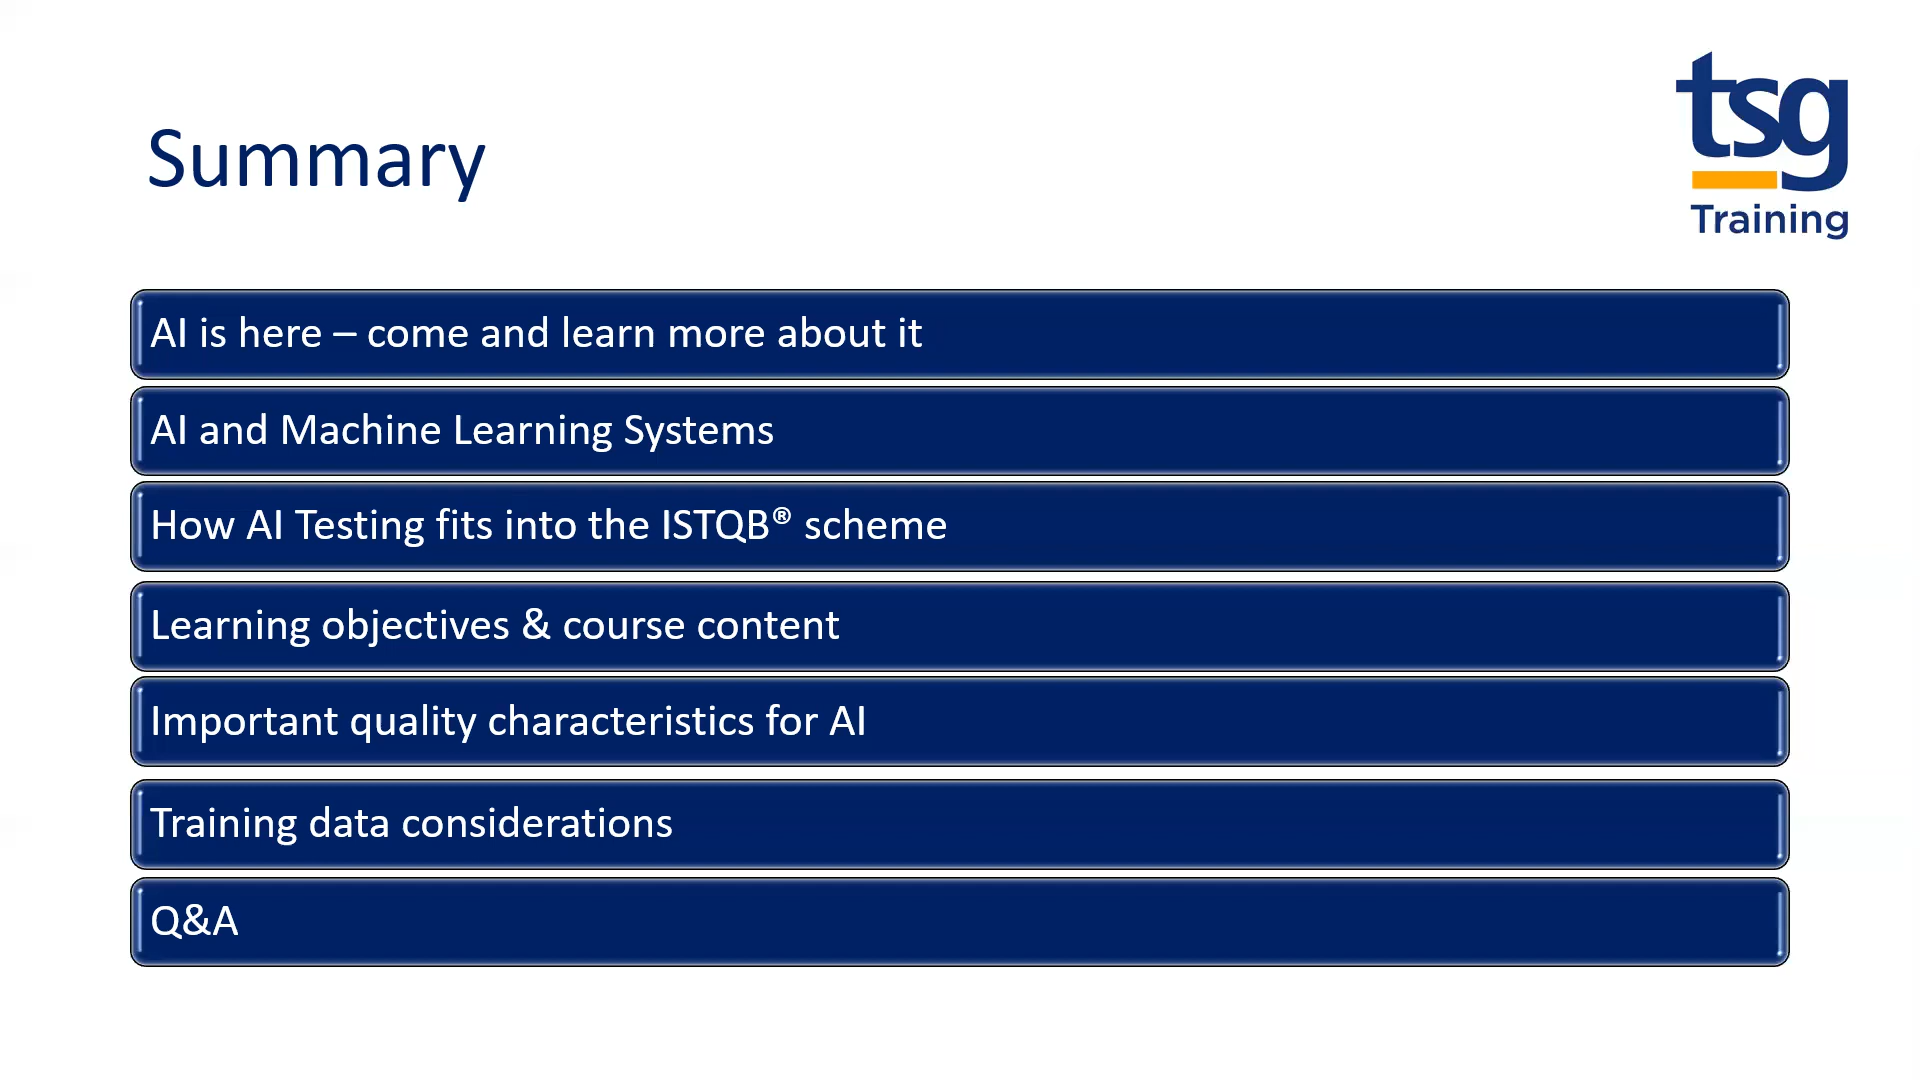 tsg
Training
Summary
AI is here – come and learn more about it
AI and Machine Learning Systems
How AI Testing fits into the ISTQB® scheme
Learning objectives & course content
Important quality characteristics for AI
Training data considerations
Q&A